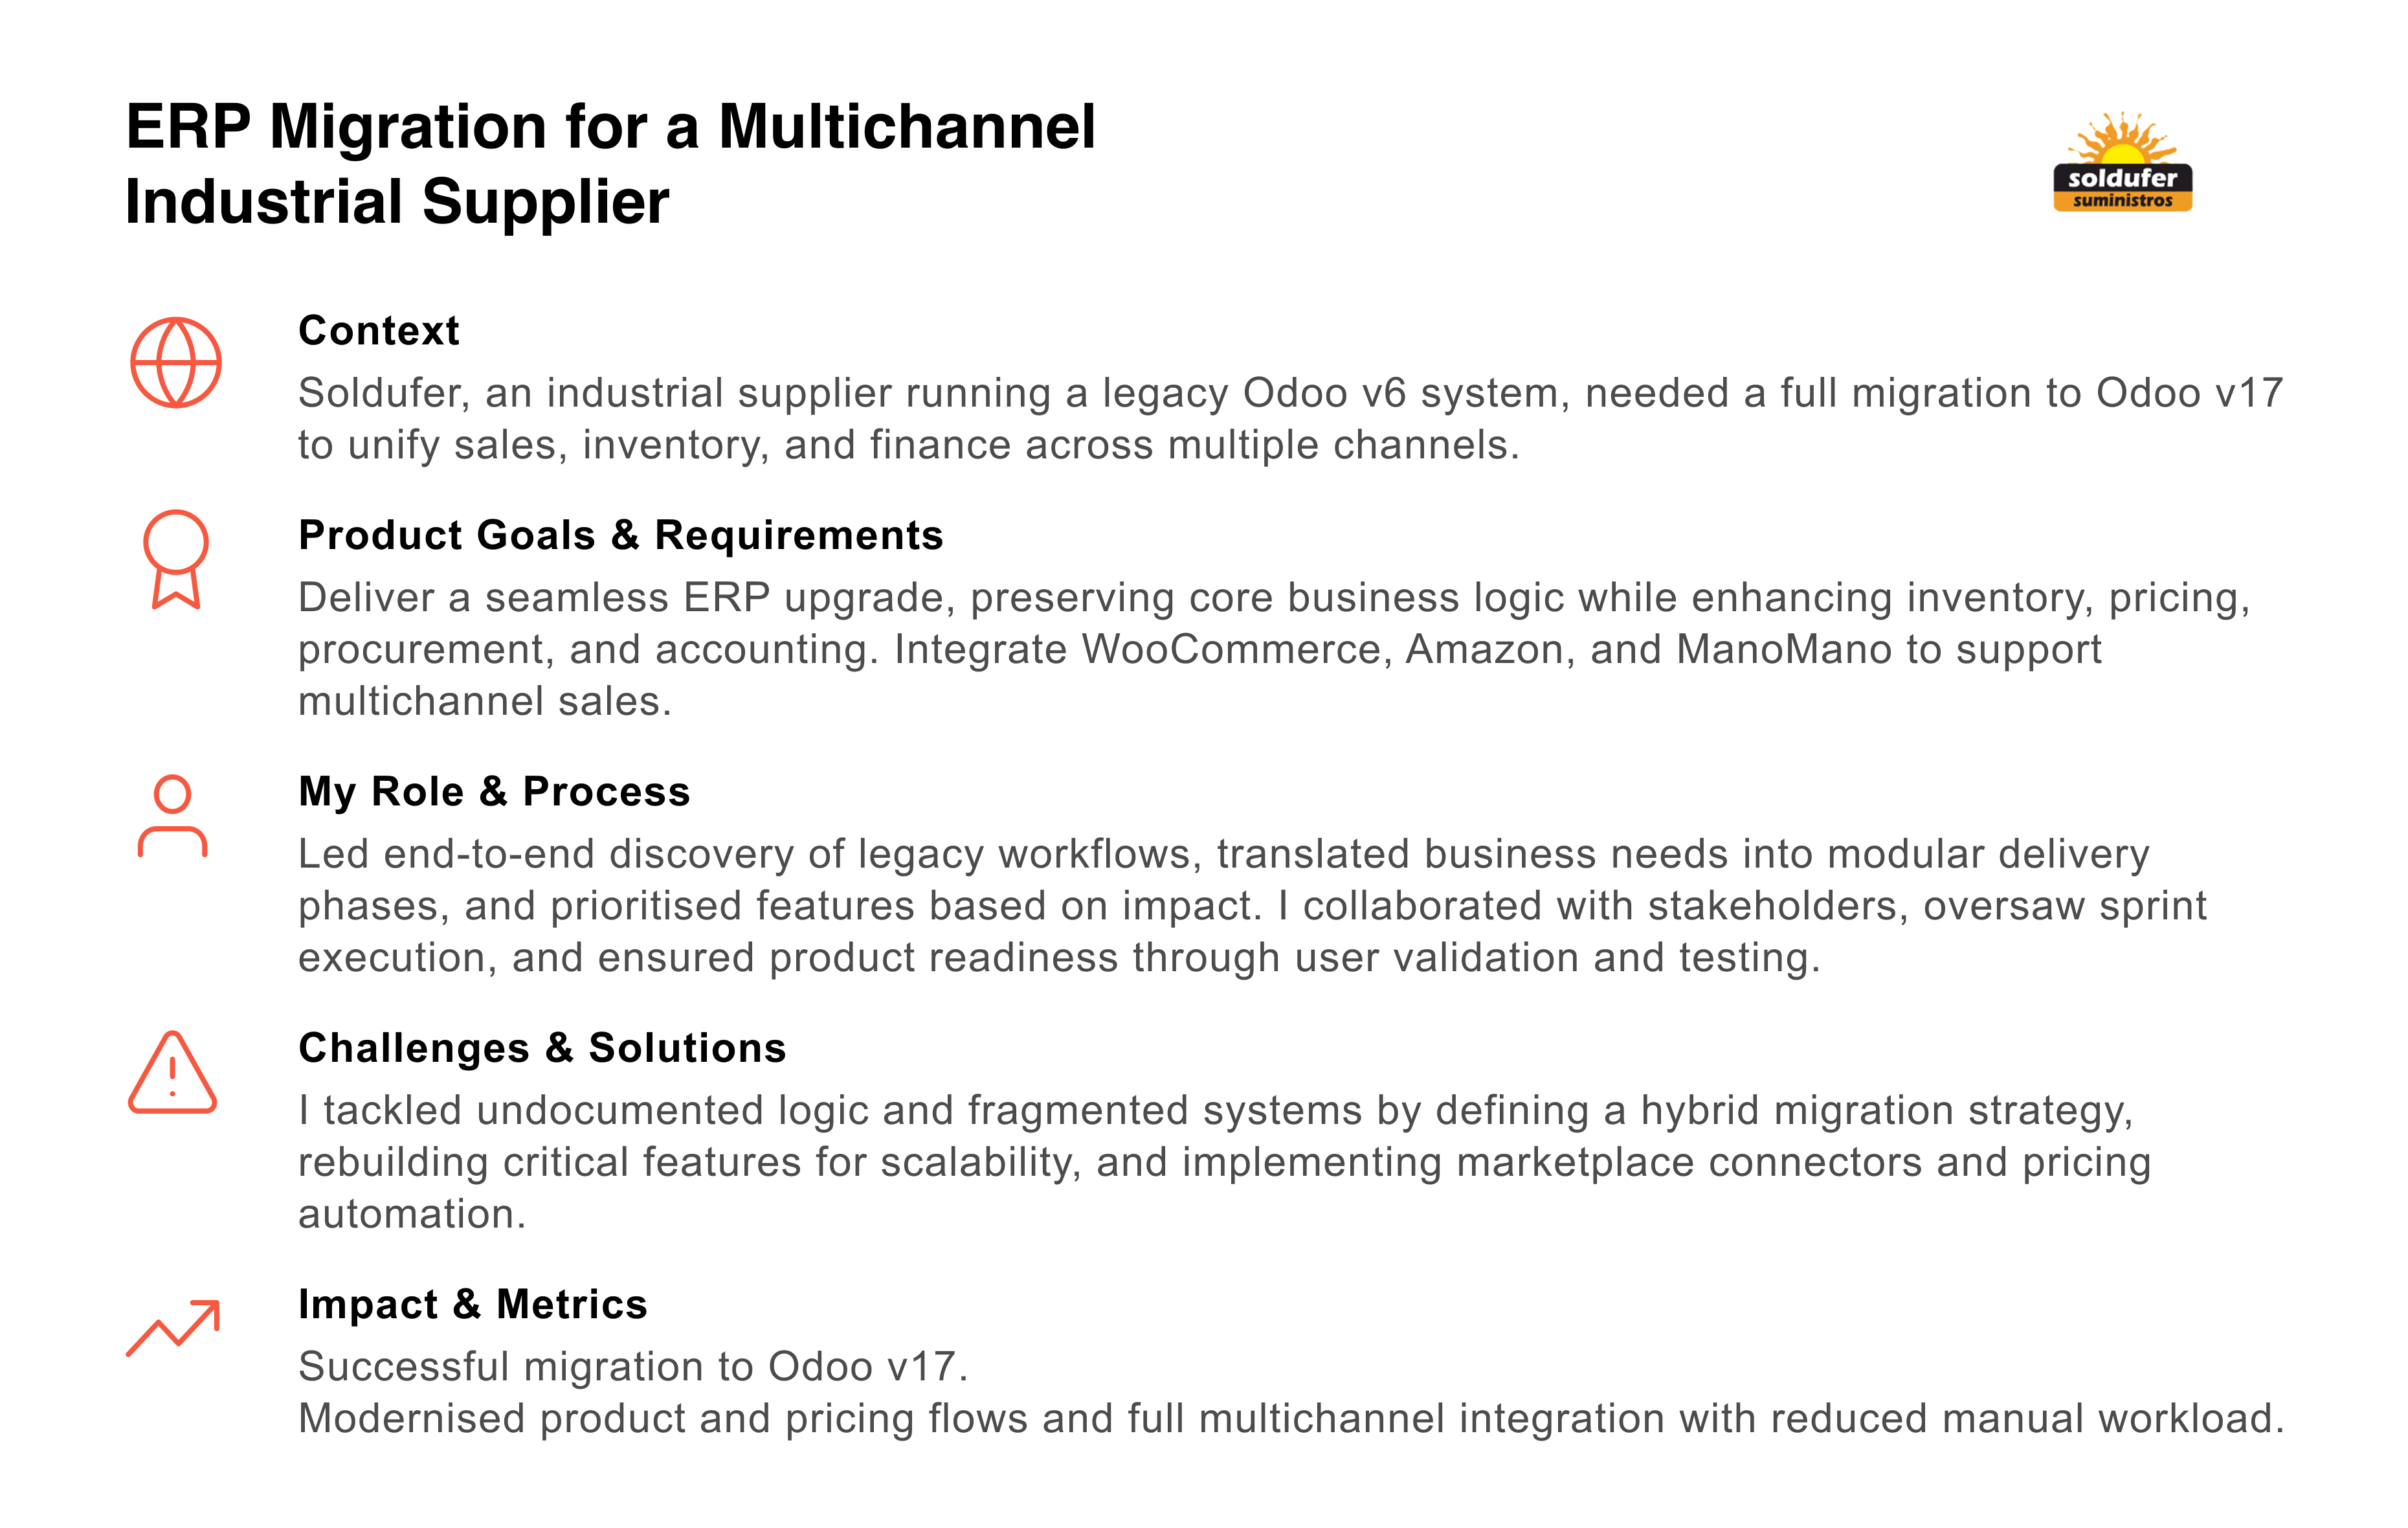 ERP Migration for a Multichannel
Industrial Supplier
soldufer
suministros
Context
Soldufer, an industrial supplier running a legacy Odoo v6 system, needed a full migration to Odoo v17
to unify sales, inventory, and finance across multiple channels.
Product Goals & Requirements
Deliver a seamless ERP upgrade, preserving core business logic while enhancing inventory, pricing,
procurement, and accounting. Integrate WooCommerce, Amazon, and ManoMano to support
multichannel sales.
My Role & Process
Led end-to-end discovery of legacy workflows, translated business needs into modular delivery
phases, and prioritised features based on impact. I collaborated with stakeholders, oversaw sprint
execution, and ensured product readiness through user validation and testing.
Challenges & Solutions
I tackled undocumented logic and fragmented systems by defining a hybrid migration strategy,
rebuilding critical features for scalability, and implementing marketplace connectors and pricing
automation.
Impact & Metrics
Successful migration to Odoo v17.
Modernised product and pricing flows and full multichannel integration with reduced manual workload.